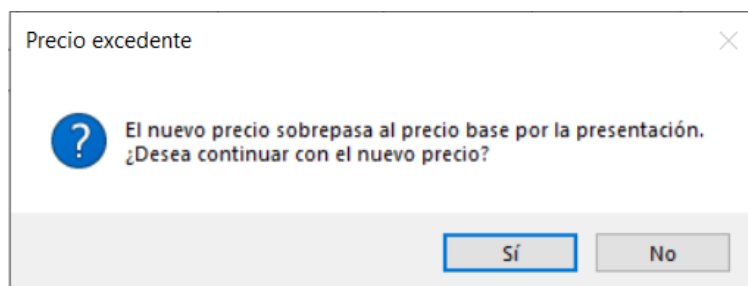 Precio excedente
El nuevo precio sobrepasa al precio base por la presentación.
¿Desea continuar con el nuevo precio?
Sí
No